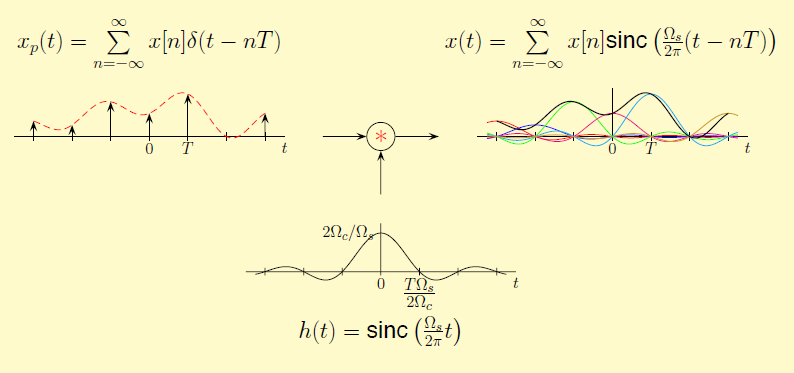 x_p(t) = ∑_{n=−∞}^{∞} x[n]δ(t − nT)
x(t) = ∑_{n=−∞}^{∞} x[n]sinc (Ω_s/2π (t − nT))
0 T t
*
0 T t
2Ω_c/Ω_s
0 TΩ_s/2Ω_c t
h(t) = sinc (Ω_s/2π t)